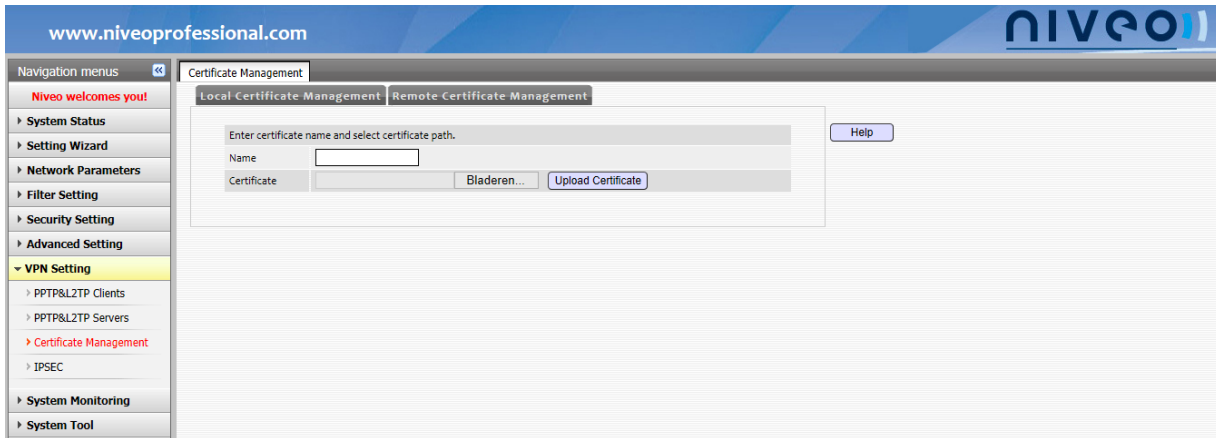 www.niveoprofessional.com
niveo
Navigation menus
Niveo welcomes you!
System Status
Setting Wizard
Network Parameters
Filter Setting
Security Setting
Advanced Setting
VPN Setting
PPTP&L2TP Clients
PPTP&L2TP Servers
Certificate Management
IPSEC
System Monitoring
System Tool
Certificate Management
Local Certificate Management Remote Certificate Management
Enter certificate name and select certificate path.
Name
Certificate Bladeren... Upload Certificate
Help